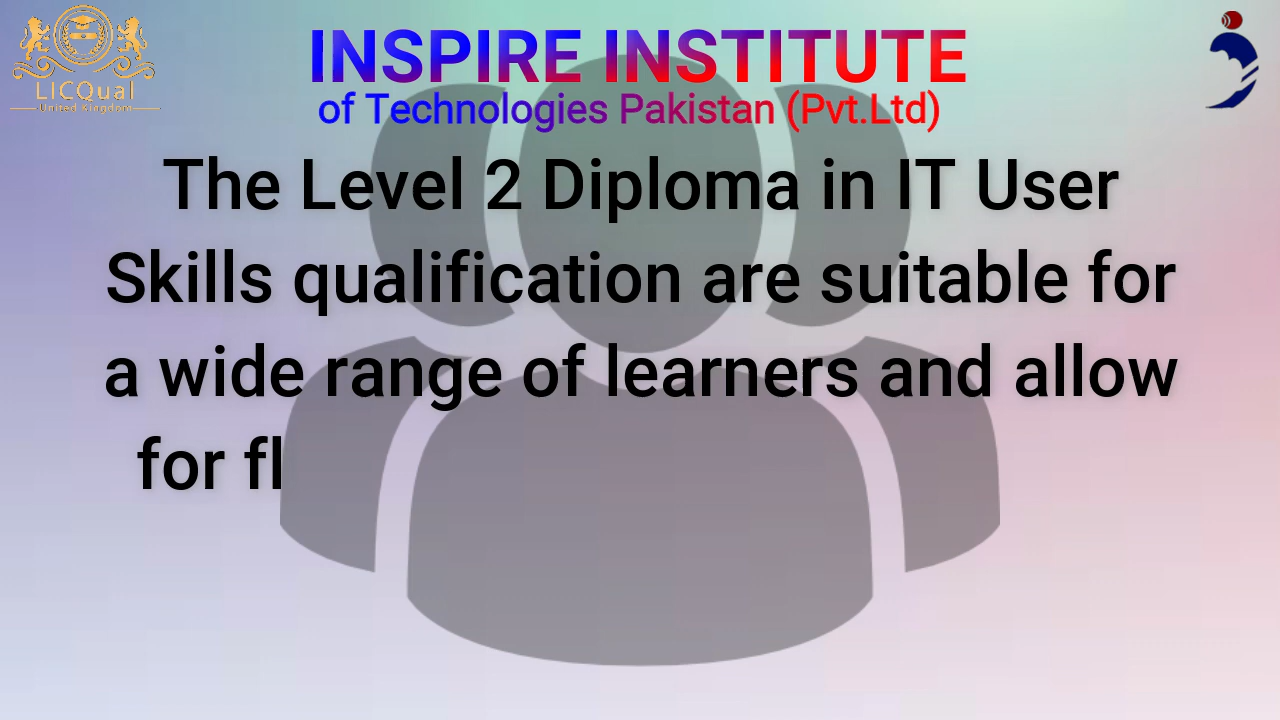 LICQual
United Kingdom
INSPIRE INSTITUTE
of Technologies Pakistan (Pvt.Ltd)
The Level 2 Diploma in IT User
Skills qualification are suitable for
a wide range of learners and allow
for fl